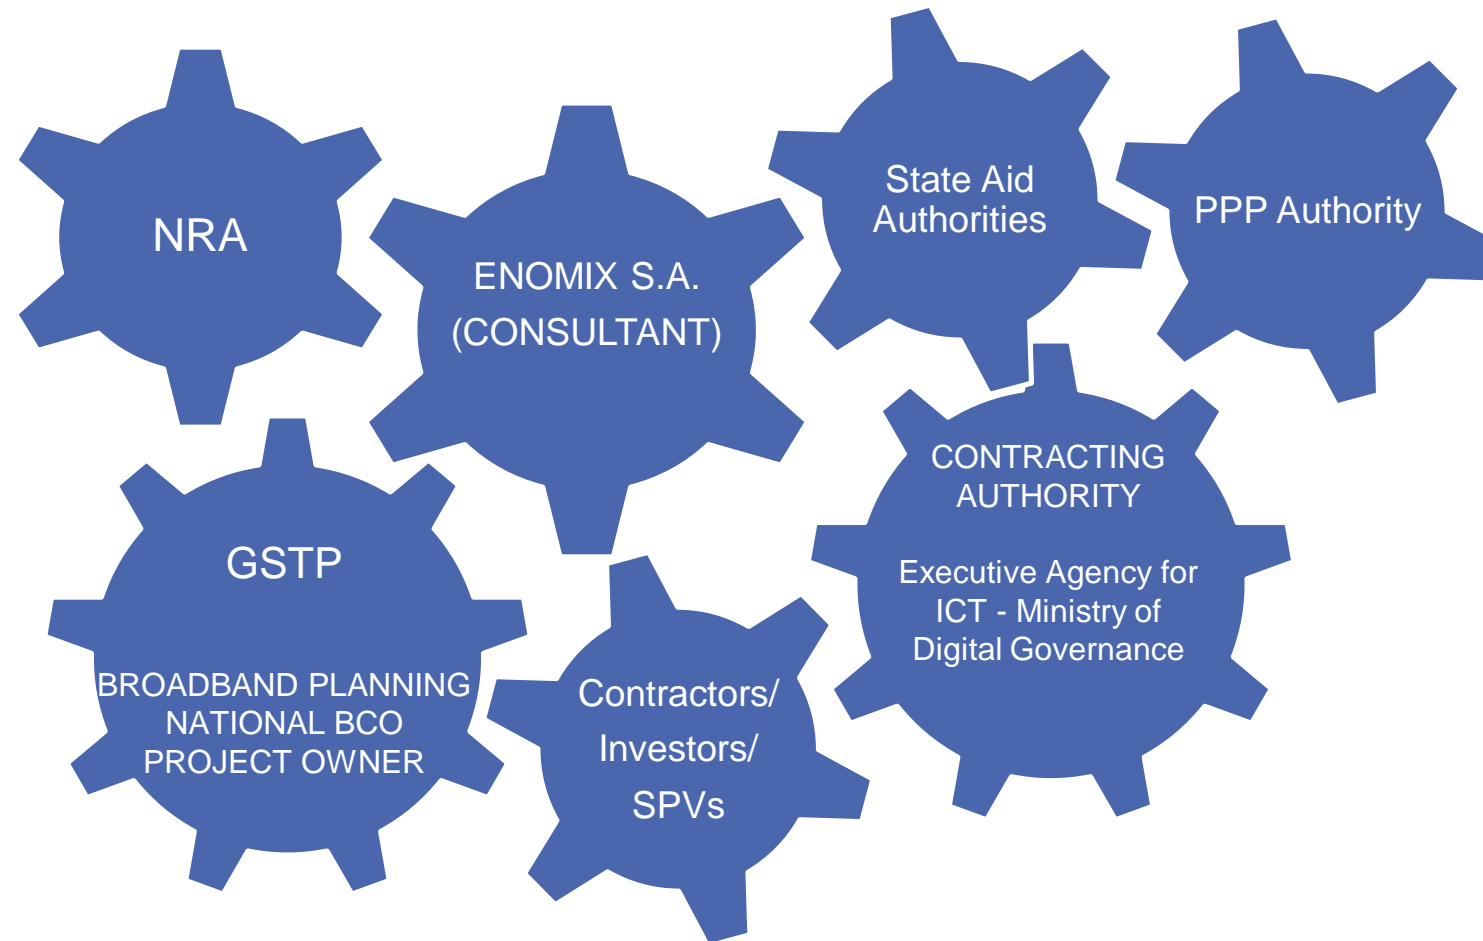 NRA
ENOMIX S.A.
(CONSULTANT)
State Aid
Authorities
PPP Authority
GSTP
BROADBAND PLANNING
NATIONAL BCO
PROJECT OWNER
Contractors/
Investors/
SPVs
CONTRACTING
AUTHORITY
Executive Agency for
ICT - Ministry of
Digital Governance